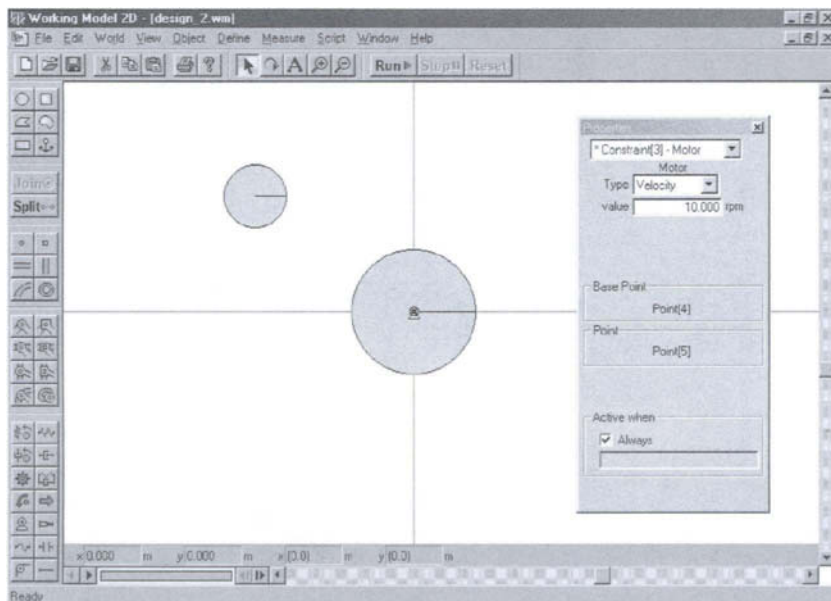 Working Model 2D - [design_2.wm]
File Edit World View Object Define Measure Script Window Help
A Run Stop Reset
Properties
* Constraint[3] - Motor
Motor
Type Velocity
value 10.000 rpm
Join
Split
Base Point
Point[4]
Point
Point[5]
Active when
Always
x 0.000 m y 0.000 m x (0.0) m y (0.0) m
Ready